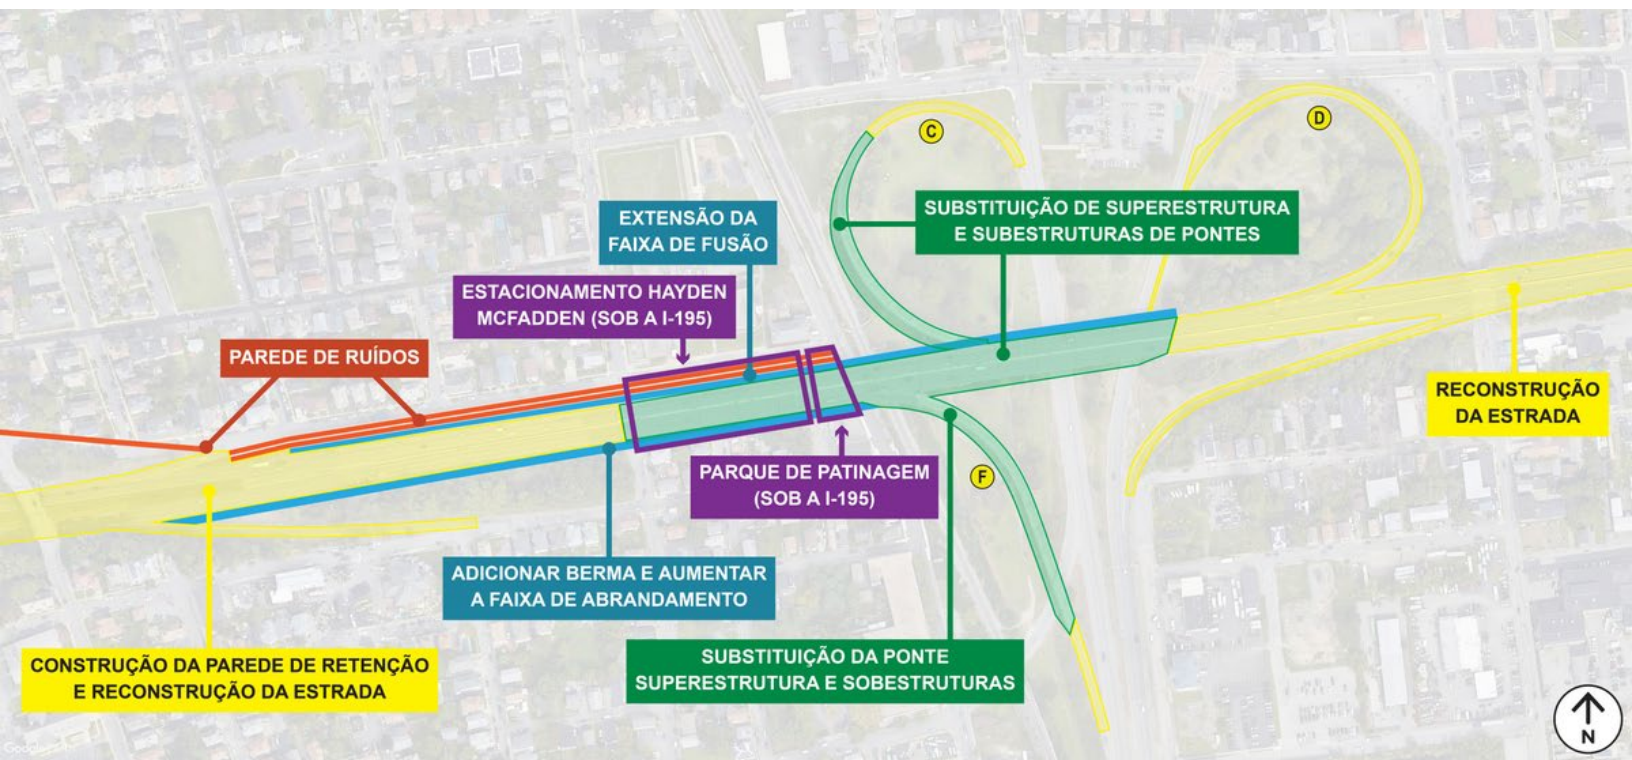 C
D
SUBSTITUIÇÃO DE SUPERESTRUTURA
E SUBESTRUTURAS DE PONTES
EXTENSÃO DA
FAIXA DE FUSÃO
ESTACIONAMENTO HAYDEN
MCFADDEN (SOB A I-195)
PAREDE DE RUÍDOS
RECONSTRUÇÃO
DA ESTRADA
PARQUE DE PATINAGEM
(SOB A I-195)
F
ADICIONAR BERMA E AUMENTAR
A FAIXA DE ABRANDAMENTO
CONSTRUÇÃO DA PAREDE DE RETENÇÃO
E RECONSTRUÇÃO DA ESTRADA
SUBSTITUIÇÃO DA PONTE
SUPERESTRUTURA E SOBESTRUTURAS
N